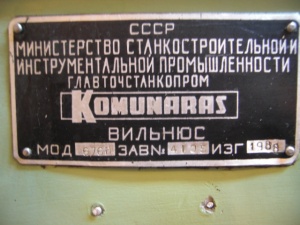 СССР
МИНИСТЕРСТВО СТАНКОСТРОИТЕЛЬНОЙ И
ИНСТРУМЕНТАЛЬНОЙ ПРОМЫШЛЕННОСТИ
ГЛАВТОЧСТАНКОПРОМ
KOMUNARAS
ВИЛЬНЮС
МОД ЗАВ№ ИЗГ